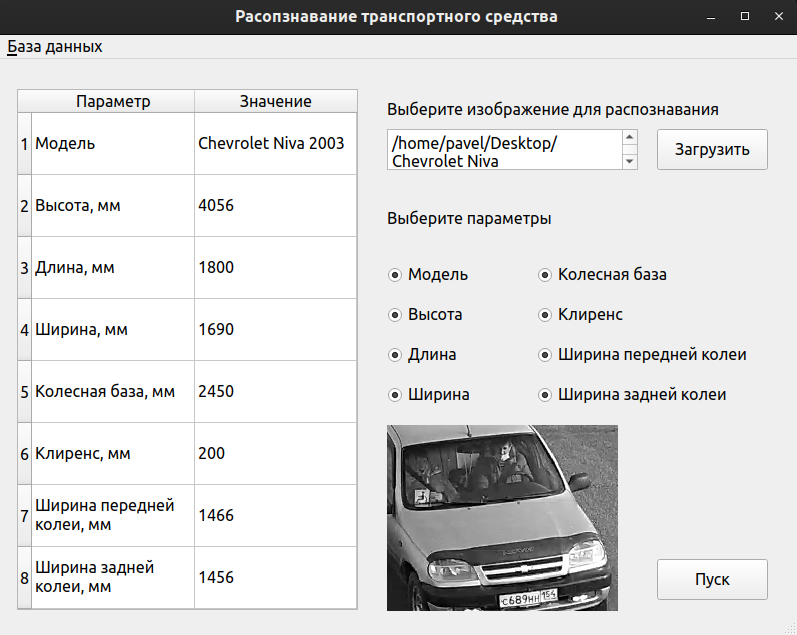 Расопзнавание транспортного средства
База данных
Параметр Значение
1 Модель Chevrolet Niva 2003
2 Высота, мм 4056
3 Длина, мм 1800
4 Ширина, мм 1690
5 Колесная база, мм 2450
6 Клиренс, мм 200
7 Ширина передней
колеи, мм 1466
8 Ширина задней
колеи, мм 1456
Выберите изображение для распознавания
/home/pavel/Desktop/
Chevrolet Niva
Загрузить
Выберите параметры
Модель Колесная база
Высота Клиренс
Длина Ширина передней колеи
Ширина Ширина задней колеи
с689нн 154
Пуск